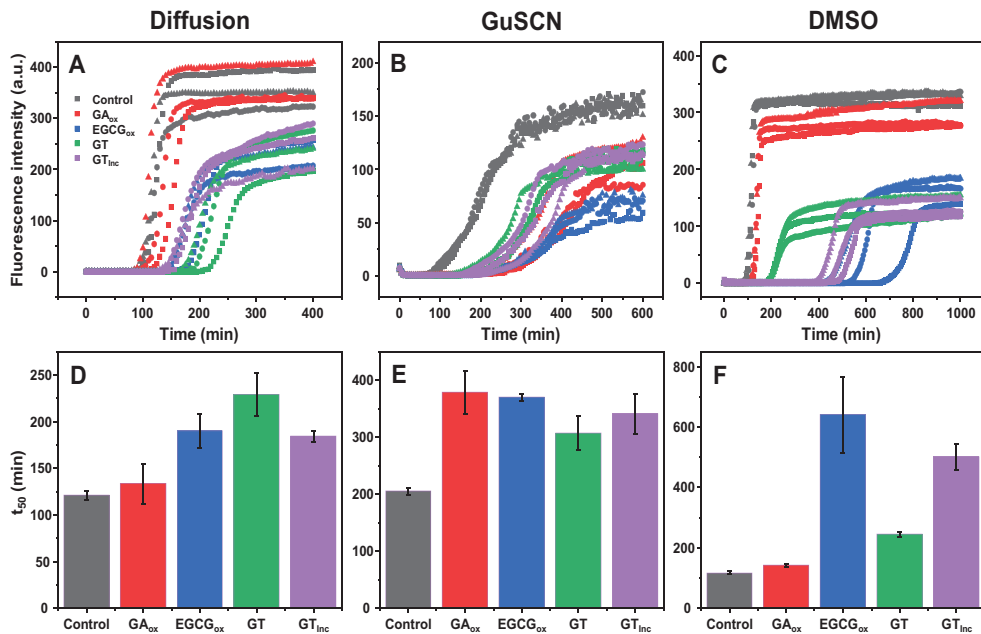 Diffusion
GuSCN
DMSO
A
Fluorescence intensity (a.u.)
400
300
200
100
0
Control
GAox
EGCGox
GT
GTInc
0 100 200 300 400
Time (min)
B
200
150
100
50
0
0 100 200 300 400 500 600
Time (min)
C
400
300
200
100
0
0 200 400 600 800 1000
Time (min)
D
t50 (min)
250
200
150
125
100
50
0
Control GAox EGCGox GT GTInc
E
400
300
200
100
0
Control GAox EGCGox GT GTInc
F
800
600
400
200
0
Control GAox EGCGox GT GTInc